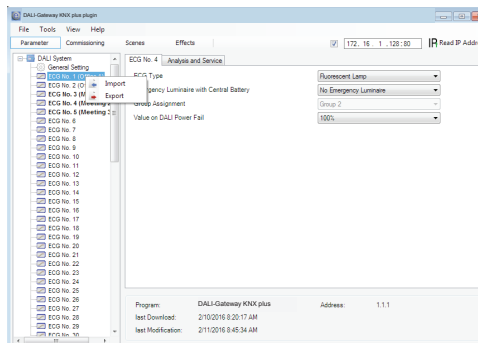 DALI-Gateway KNX plus plugin
File Tools View Help
Parameter Commissioning Scenes Effects 172. 16. 1 .128:80 IP Read IP Addr
DALI System
General Setting
ECG No. 1
ECG No. 2
ECG No. 3
ECG No. 4 (Meeting 2
ECG No. 5 (Meeting 2
ECG No. 6
ECG No. 7
ECG No. 8
ECG No. 9
ECG No. 10
ECG No. 11
ECG No. 12
ECG No. 13
ECG No. 14
ECG No. 15
ECG No. 16
ECG No. 17
ECG No. 18
ECG No. 19
ECG No. 20
ECG No. 21
ECG No. 22
ECG No. 23
ECG No. 24
ECG No. 25
ECG No. 26
ECG No. 27
ECG No. 28
ECG No. 29
ECG No. 30
Import
Export
ECG No. 4 Analysis and Service
ECG Type Fluorescent Lamp
ergency Luminaire with Central Battery No Emergency Luminaire
Group Assignment Group 2
Value on DALI Power Fail 100%
Program: DALI-Gateway KNX plus Address: 1.1.1
last Download: 2/10/2016 8:20:17 AM
last Modification: 2/11/2016 8:45:34 AM